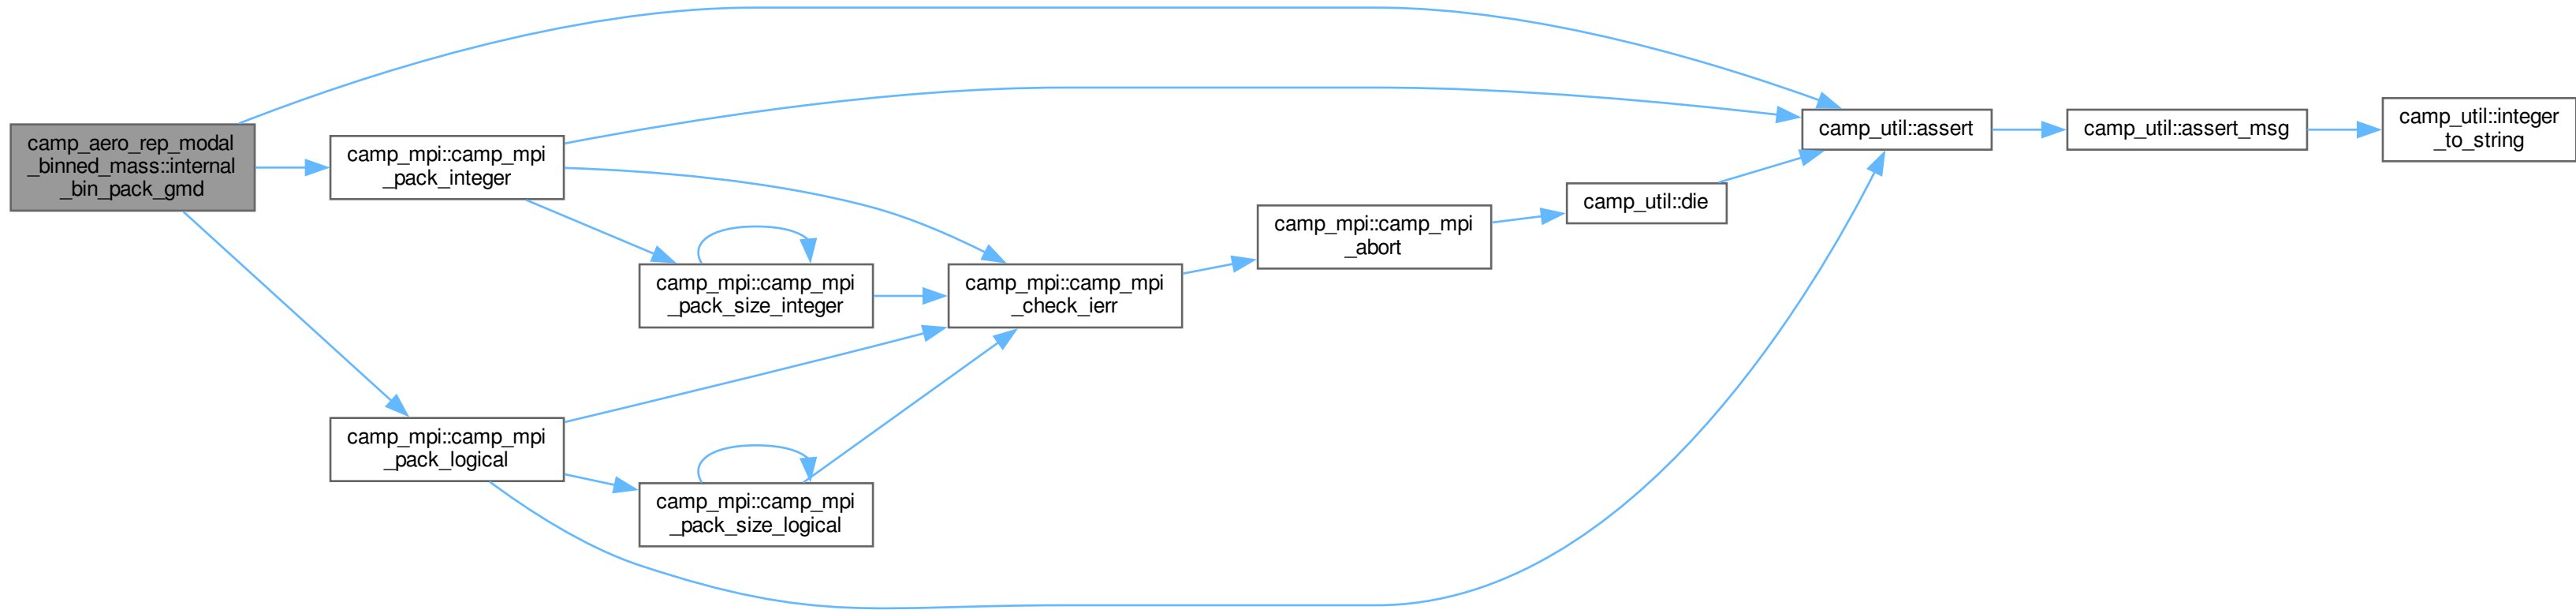 camp_aero_rep_modal
_binned_mass::internal
_bin_pack_gmd
camp_mpi::camp_mpi
_pack_integer
camp_mpi::camp_mpi
_pack_size_integer
camp_mpi::camp_mpi
_check_ierr
camp_mpi::camp_mpi
_abort
camp_util::die
camp_util::assert
camp_util::assert_msg
camp_util::integer
_to_string
camp_mpi::camp_mpi
_pack_logical
camp_mpi::camp_mpi
_pack_size_logical